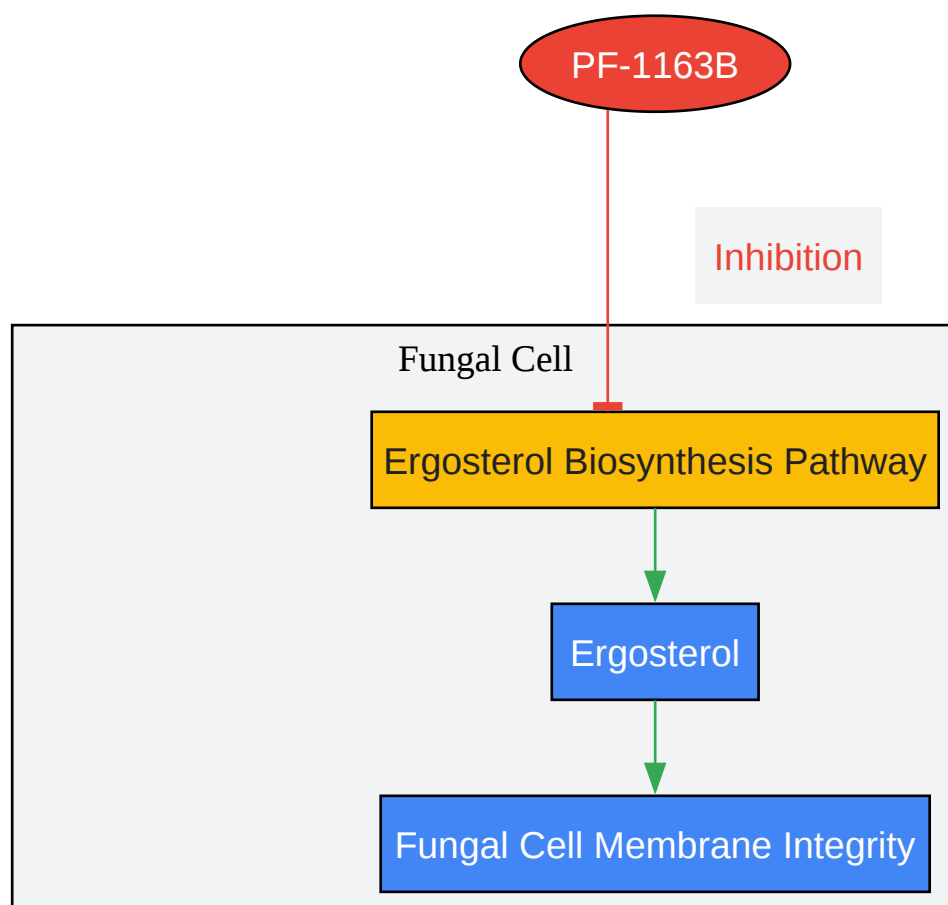 PF-1163B
Inhibition
Fungal Cell
Ergosterol Biosynthesis Pathway
Ergosterol
Fungal Cell Membrane Integrity